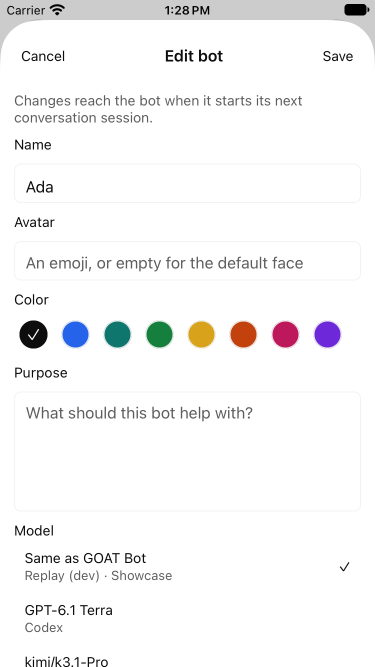 Carrier 1:28 PM
Cancel Edit bot Save
Changes reach the bot when it starts its next
conversation session.
Name
Ada
Avatar
An emoji, or empty for the default face
Color
Purpose
What should this bot help with?
Model
Same as GOAT Bot
Replay (dev) · Showcase
GPT-6.1 Terra
Codex
kimi/k3.1-Pro